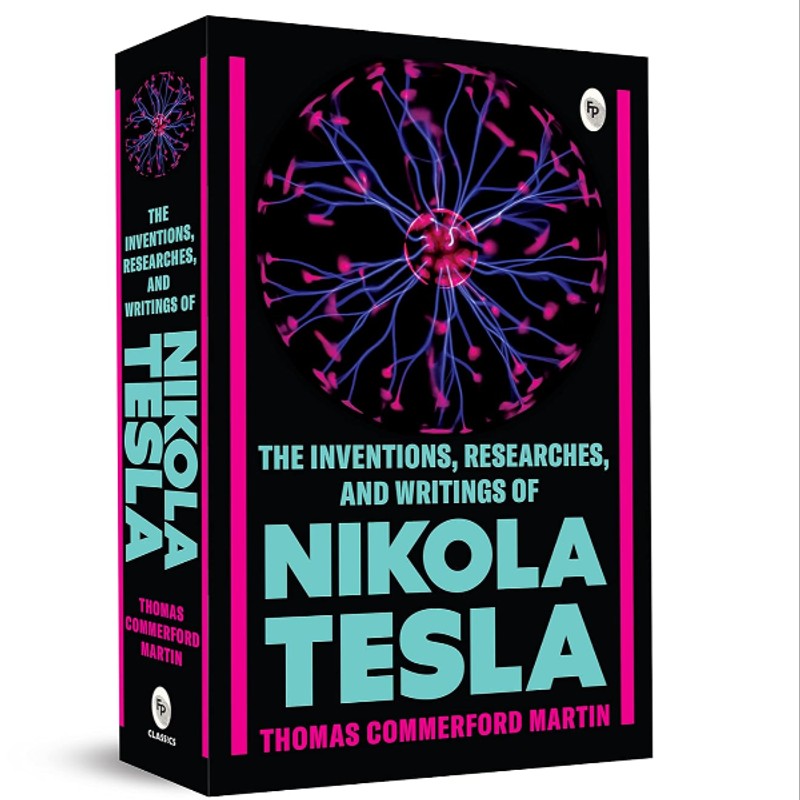 THE
INVENTIONS,
RESEARCHES,
AND
WRITINGS OF
NIKOLA
TESLA
THOMAS
COMMERFORD
MARTIN
FP
CLASSICS
FP
THE INVENTIONS, RESEARCHES,
AND WRITINGS OF
NIKOLA
TESLA
THOMAS COMMERFORD MARTIN